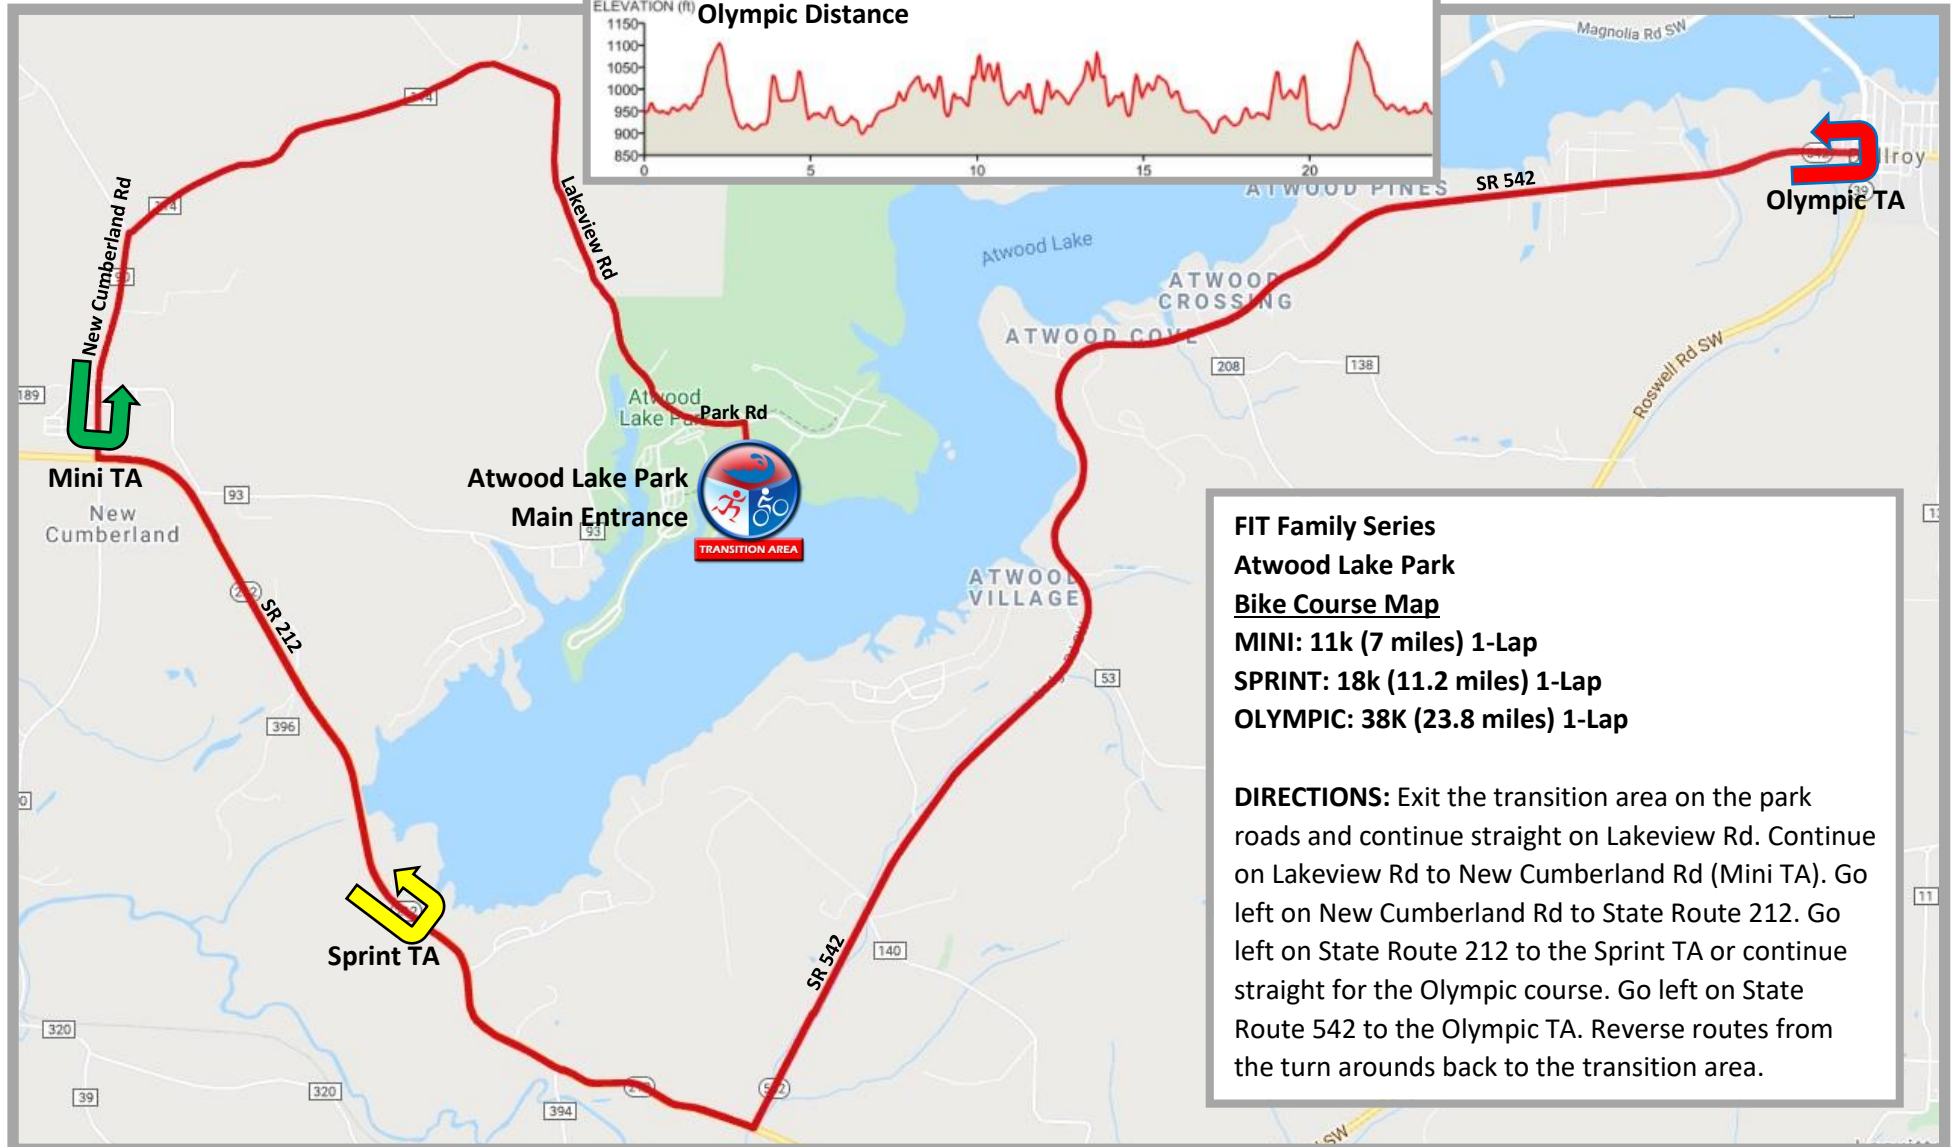 ELEVATION (ft) Olympic Distance
1150
1100
1050
1000
950
900
850
0 5 10 15 20
Magnolia Rd SW
SR 542
Olympic TA
39
ATWOOD PINES
Atwood Lake
ATWOOD
CROSSING
ATWOOD COVE
208
138
Roswell Rd SW
New Cumberland Rd
Lakeview Rd
189
Mini TA
New
Cumberland
93
Atwood
Lake Park
Park Rd
Atwood Lake Park
Main Entrance
93
TRANSITION AREA
SR 212
396
ATWOOD
VILLAGE
53
Sprint TA
SR 542
140
320
320
39
394
11
SW
FIT Family Series
Atwood Lake Park
Bike Course Map
MINI: 11k (7 miles) 1-Lap
SPRINT: 18k (11.2 miles) 1-Lap
OLYMPIC: 38K (23.8 miles) 1-Lap
DIRECTIONS: Exit the transition area on the park
roads and continue straight on Lakeview Rd. Continue
on Lakeview Rd to New Cumberland Rd (Mini TA). Go
left on New Cumberland Rd to State Route 212. Go
left on State Route 212 to the Sprint TA or continue
straight for the Olympic course. Go left on State
Route 542 to the Olympic TA. Reverse routes from
the turn arounds back to the transition area.